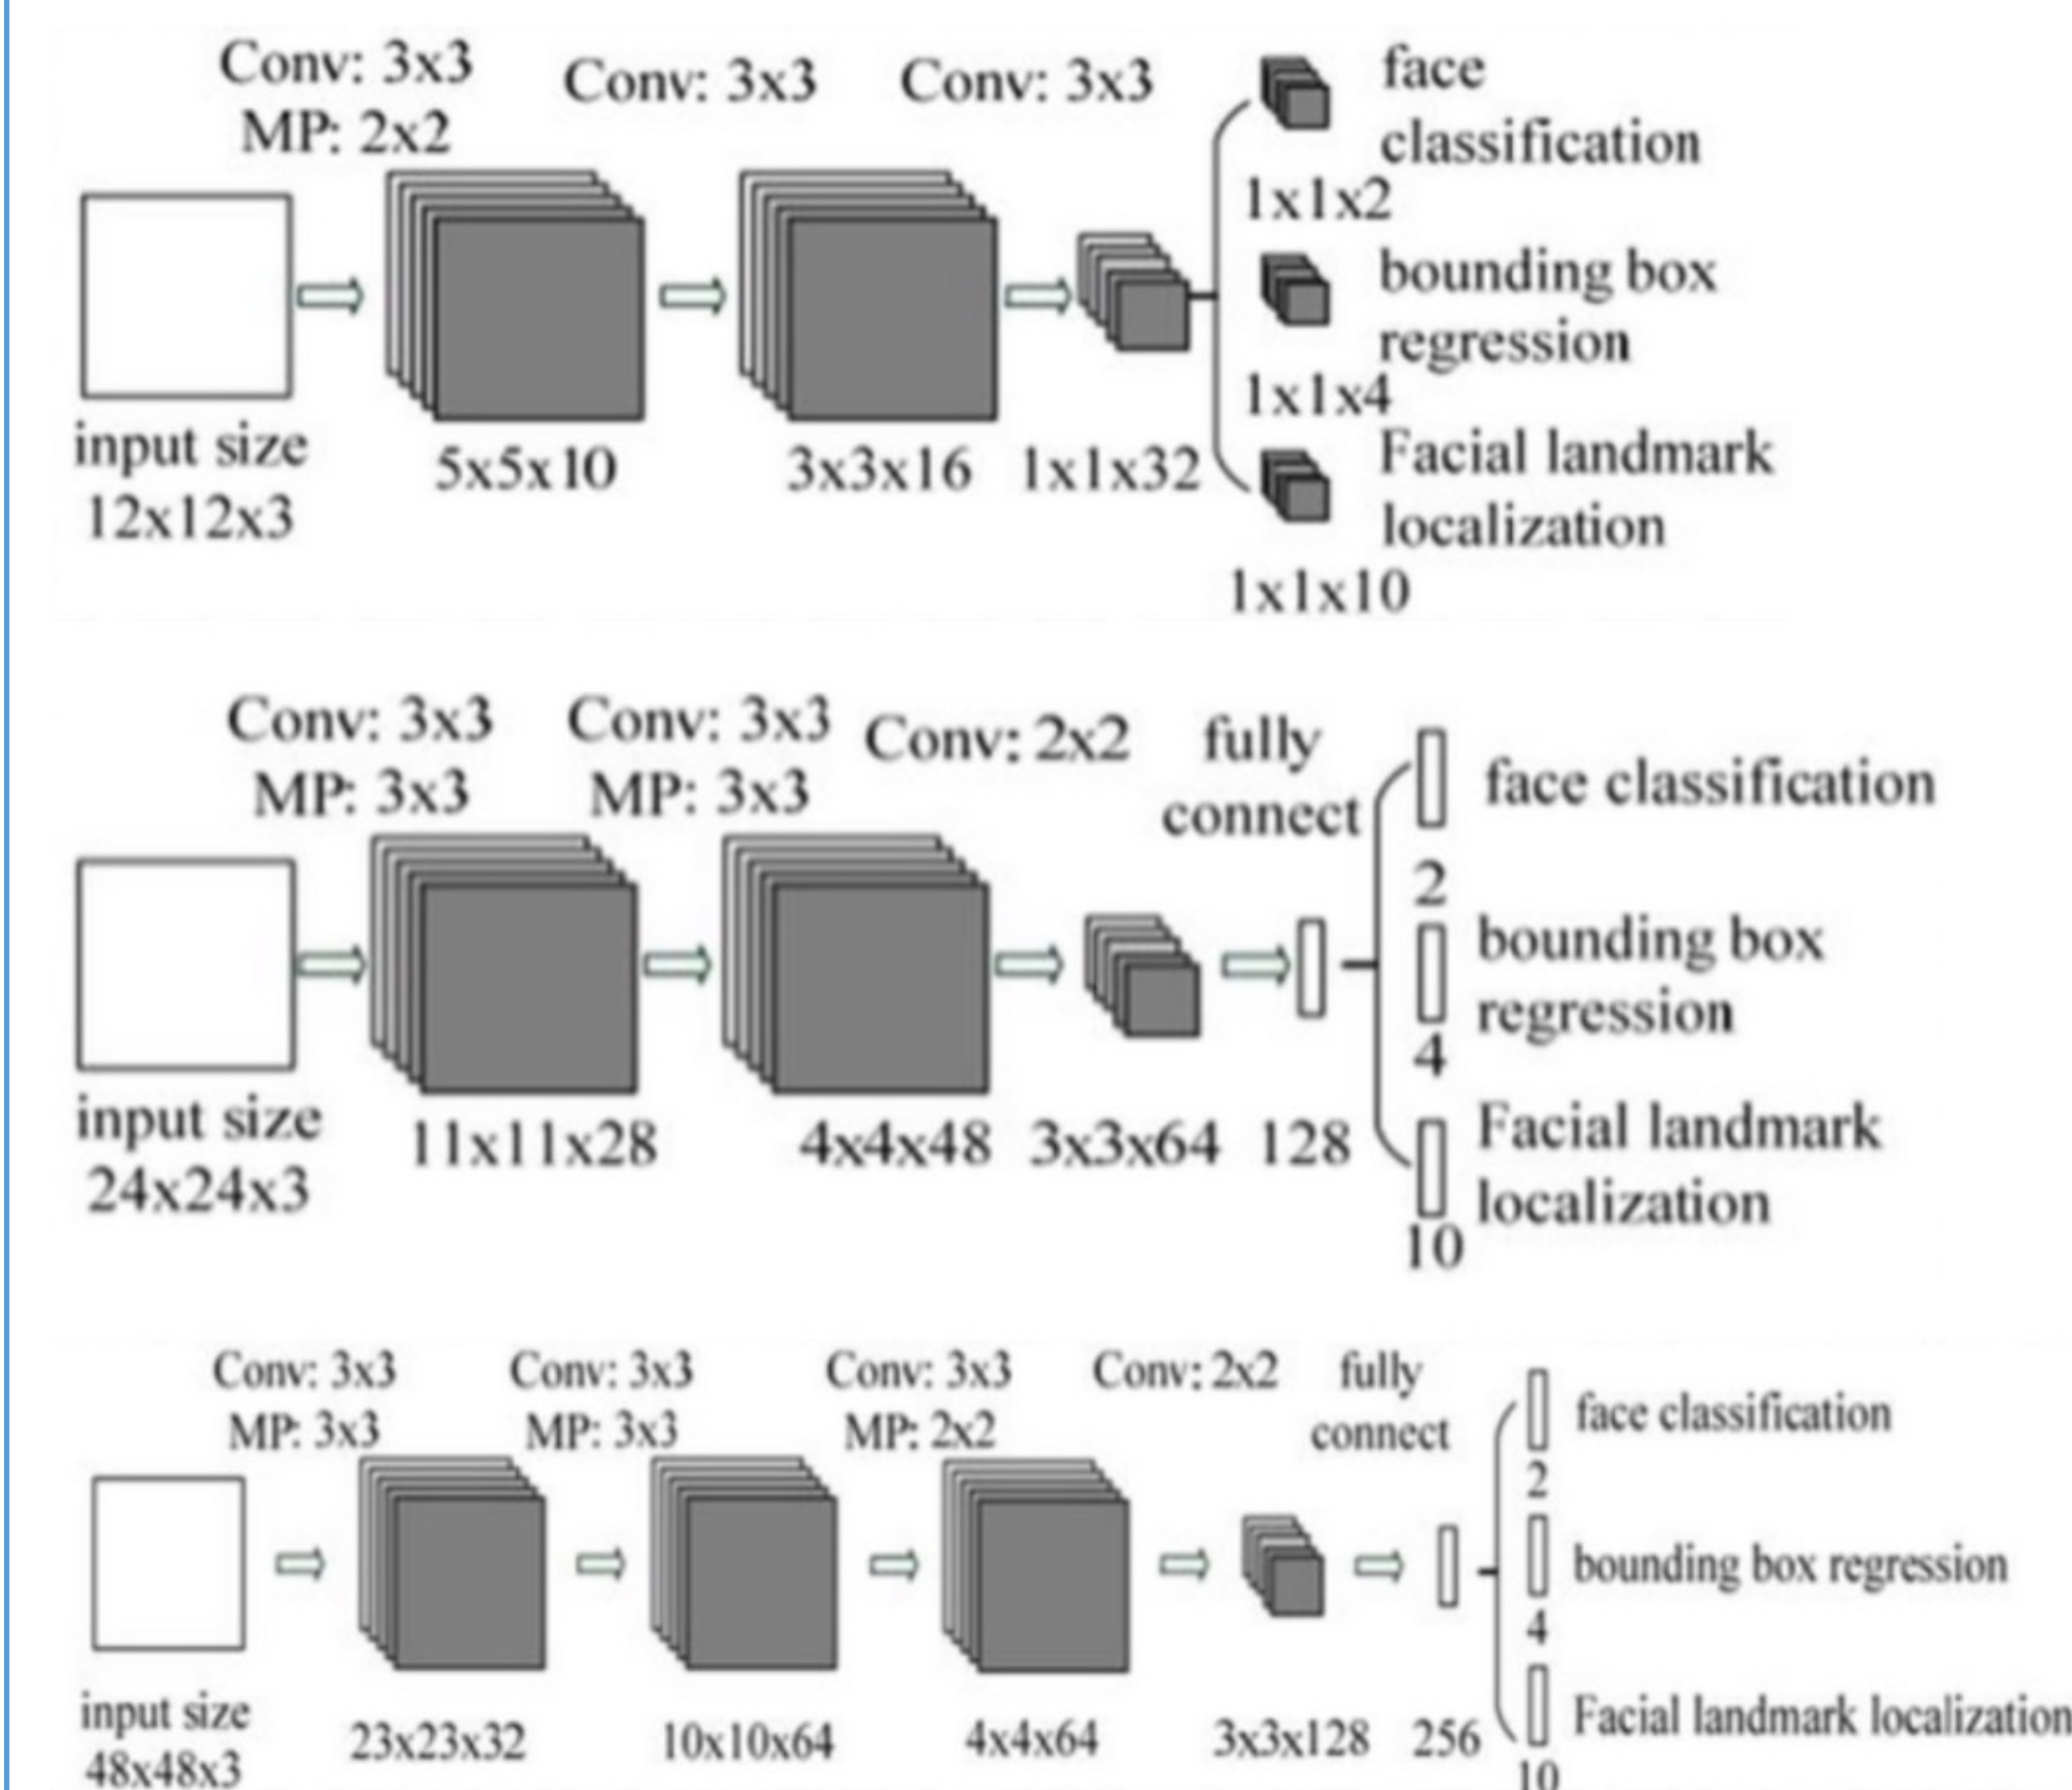 Conv: 3x3
MP: 2x2
Conv: 3x3
Conv: 3x3
input size
12x12x3
5x5x10
3x3x16
1x1x32
face
classification
1x1x2
bounding box
regression
1x1x4
Facial landmark
localization
1x1x10
Conv: 3x3
MP: 3x3
Conv: 3x3
MP: 3x3
Conv: 2x2
fully
connect
input size
24x24x3
11x11x28
4x4x48
3x3x64
128
face classification
2
bounding box
regression
4
Facial landmark
localization
10
Conv: 3x3
MP: 3x3
Conv: 3x3
MP: 3x3
Conv: 3x3
MP: 2x2
Conv: 2x2
fully
connect
input size
48x48x3
23x23x32
10x10x64
4x4x64
3x3x128
256
face classification
2
bounding box regression
4
Facial landmark localization
10